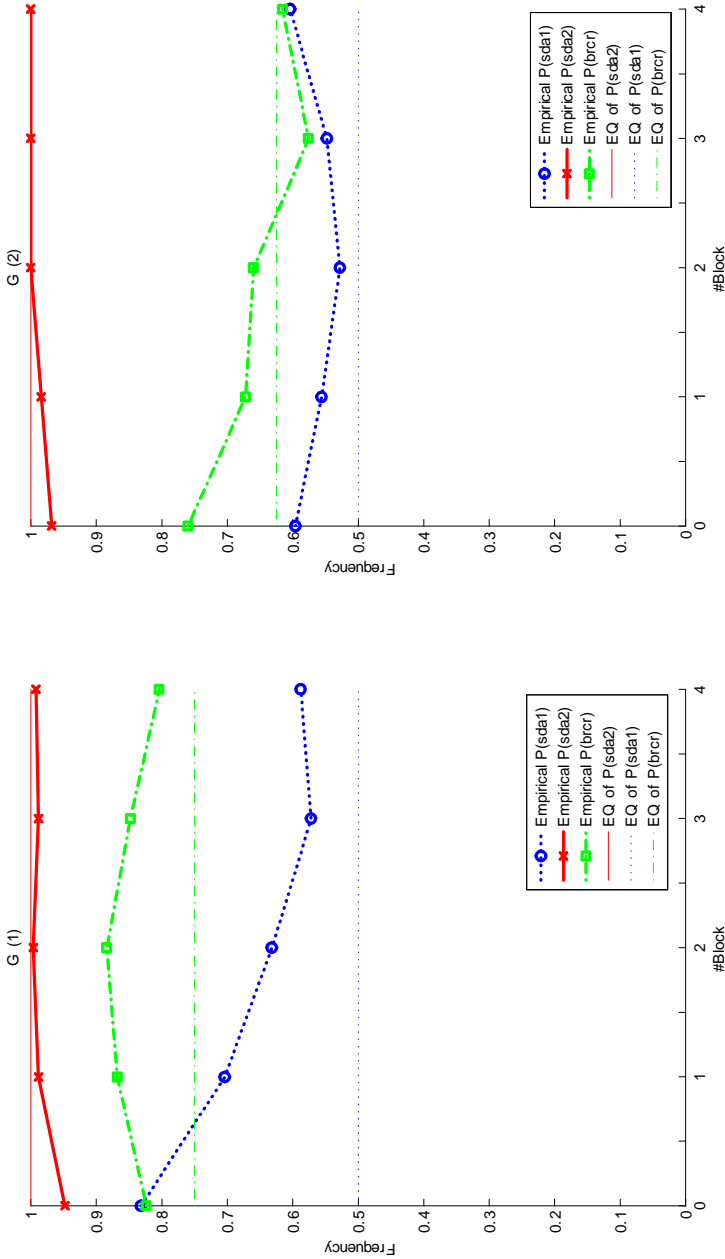 G (1)
1
0.9
0.8
0.7
0.6
0.5
0.4
0.3
0.2
0.1
0
Frequency
0
1
2
3
4
#Block
Empirical P(sda1)
Empirical P(sda2)
Empirical P(brcr)
EQ of P(sda2)
EQ of P(sda1)
EQ of P(brcr)
G (2)
1
0.9
0.8
0.7
0.6
0.5
0.4
0.3
0.2
0.1
0
Frequency
0
1
2
3
4
#Block
Empirical P(sda1)
Empirical P(sda2)
Empirical P(brcr)
EQ of P(sda2)
EQ of P(sda1)
EQ of P(brcr)